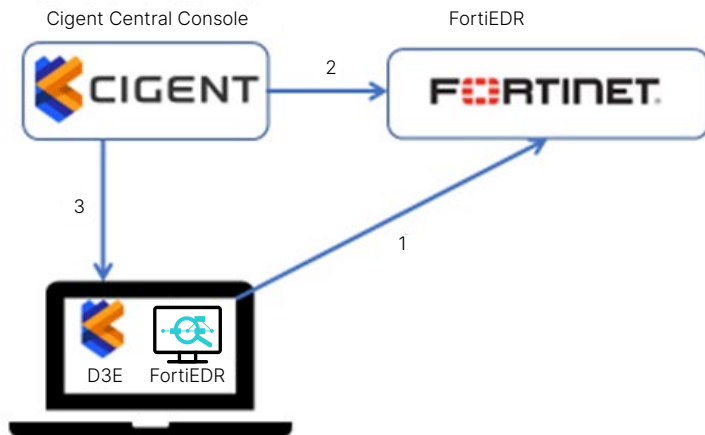 Cigent Central Console
FortiEDR
CIGENT
2
FORTINET
3
1
D3E
FortiEDR